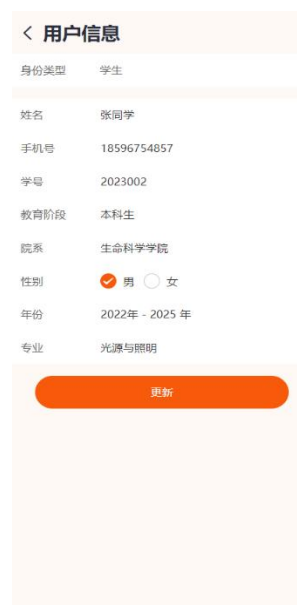 用户信息
身份类型 学生
姓名 张同学
手机号 18596754857
学号 2023002
教育阶段 本科生
院系 生命科学学院
性别 男 女
年份 2022年 - 2025 年
专业 光源与照明
更新